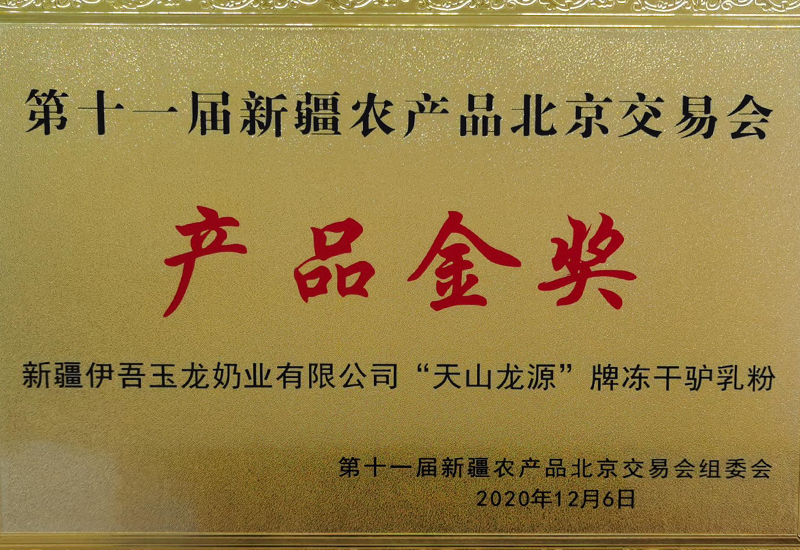 第十一届新疆农产品北京交易会
产品金奖
新疆伊吾玉龙奶业有限公司“天山龙源”牌冻干驴乳粉
第十一届新疆农产品北京交易会组委会
2020年12月6日